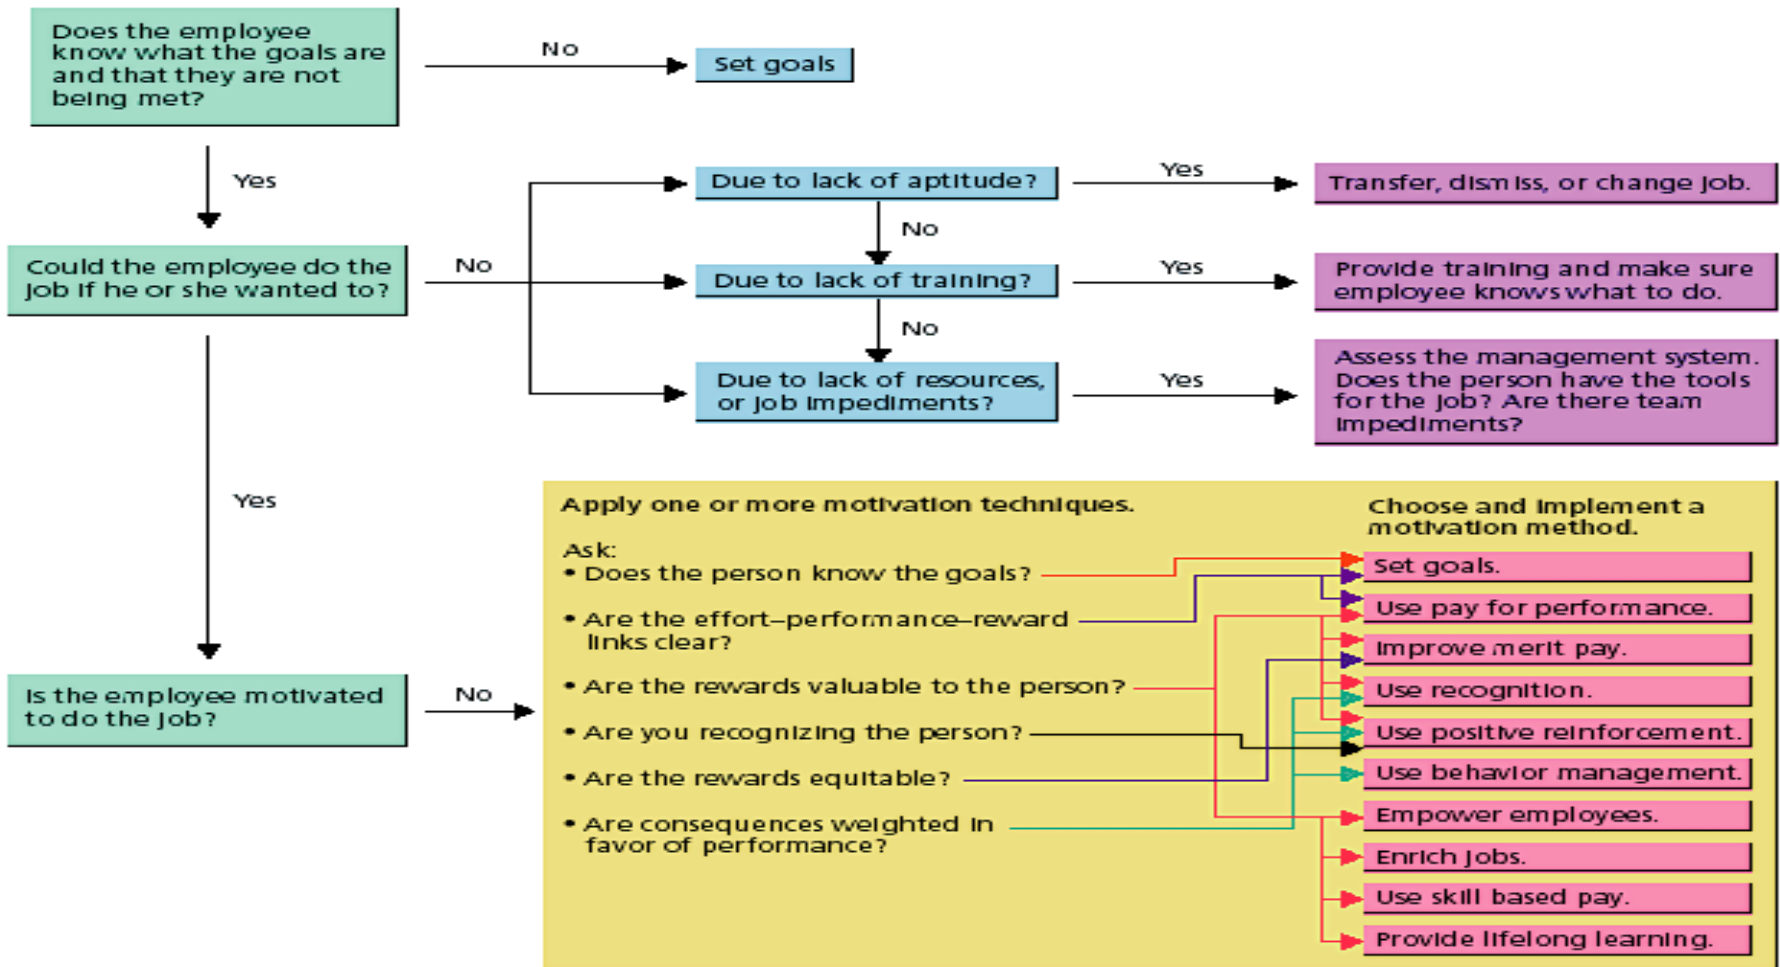 Does the employee
know what the goals are
and that they are not
being met?
No
Set goals
Yes
Due to lack of aptitude?
Yes
Transfer, dismiss, or change job.
No
Could the employee do the
job if he or she wanted to?
No
Due to lack of training?
Yes
Provide training and make sure
employee knows what to do.
No
Due to lack of resources,
or job impediments?
Yes
Assess the management system.
Does the person have the tools
for the job? Are there team
impediments?
Yes
Is the employee motivated
to do the job?
No
Apply one or more motivation techniques.
Ask:
• Does the person know the goals?
• Are the effort–performance–reward
links clear?
• Are the rewards valuable to the person?
• Are you recognizing the person?
• Are the rewards equitable?
• Are consequences weighted in
favor of performance?
Choose and implement a
motivation method.
Set goals.
Use pay for performance.
Improve merit pay.
Use recognition.
Use positive reinforcement.
Use behavior management.
Empower employees.
Enrich jobs.
Use skill based pay.
Provide lifelong learning.